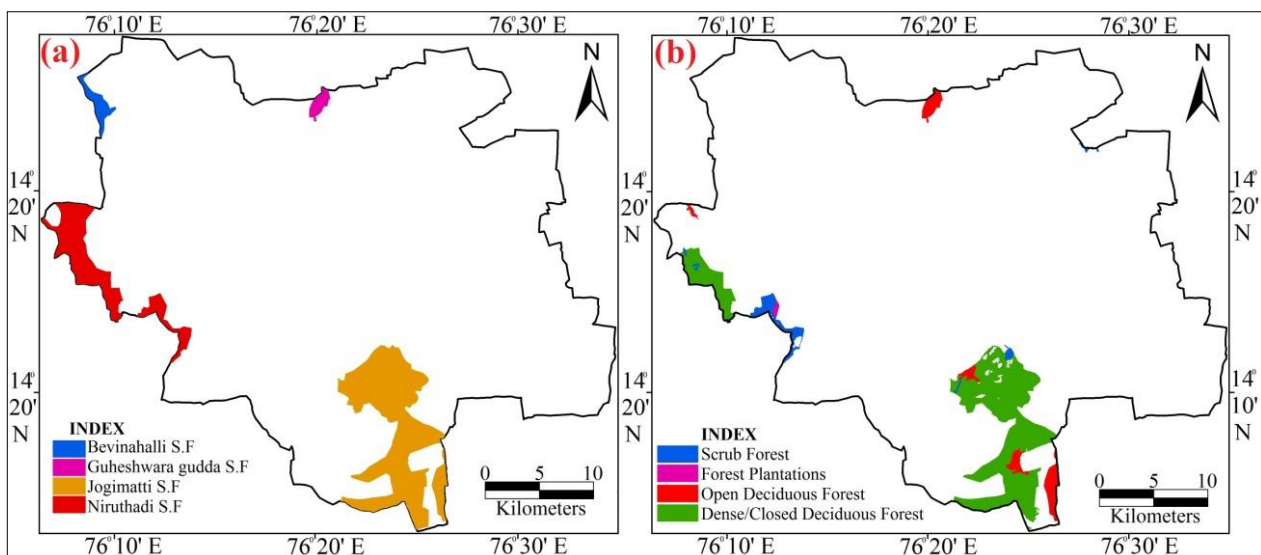 76°10' E 76°20' E 76°30' E
(a)
N
14°
20'
N
14°
20'
N
INDEX
Bevinahalli S.F
Guheshwara gudda S.F
Jogimatti S.F
Niruthadi S.F
0 5 10
Kilometers
76°10' E 76°20' E 76°30' E
76°10' E 76°20' E 76°30' E
(b)
N
14°
20'
N
14°
10'
N
INDEX
Scrub Forest
Forest Plantations
Open Deciduous Forest
Dense/Closed Deciduous Forest
0 5 10
Kilometers
76°10' E 76°20' E 76°30' E